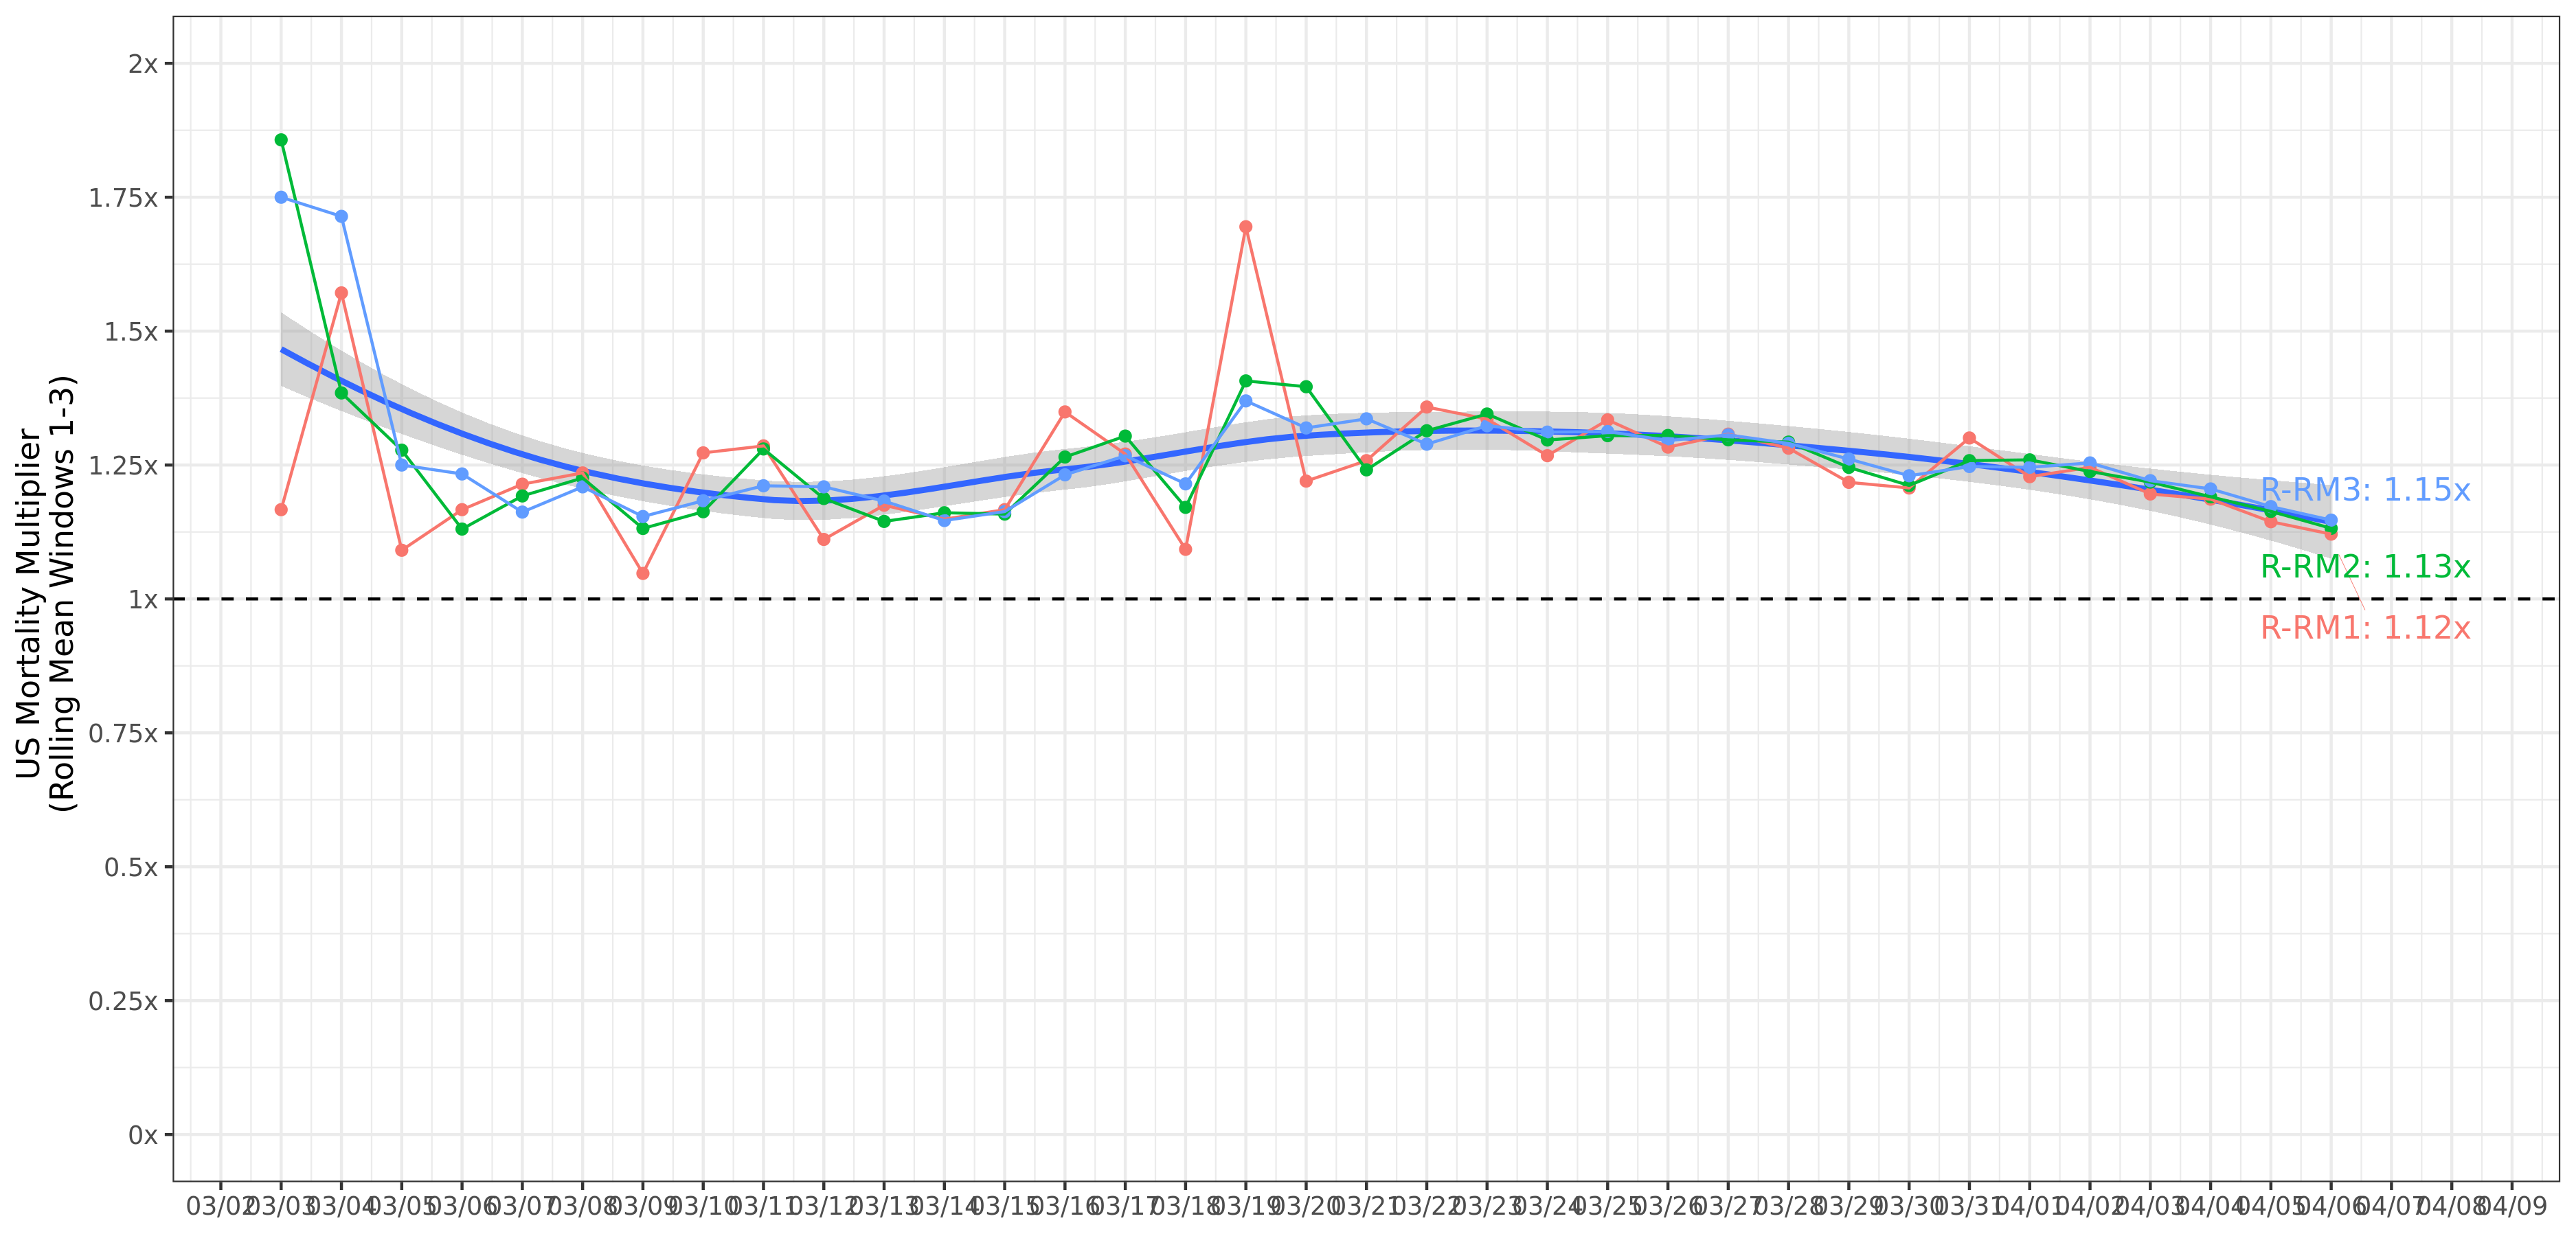 US Mortality Multiplier
(Rolling Mean Windows 1-3)
2x
1.75x
1.5x
1.25x
1x
0.75x
0.5x
0.25x
0x
R-RM3: 1.15x
R-RM2: 1.13x
R-RM1: 1.12x
03/02 03/03 03/04 03/05 03/06 03/07 03/08 03/09 03/10 03/11 03/12 03/13 03/14 03/15 03/16 03/17 03/18 03/19 03/20 03/21 03/22 03/23 03/24 03/25 03/26 03/27 03/28 03/29 03/30 03/31 04/01 04/02 04/03 04/04 04/05 04/06 04/07 04/08 04/09